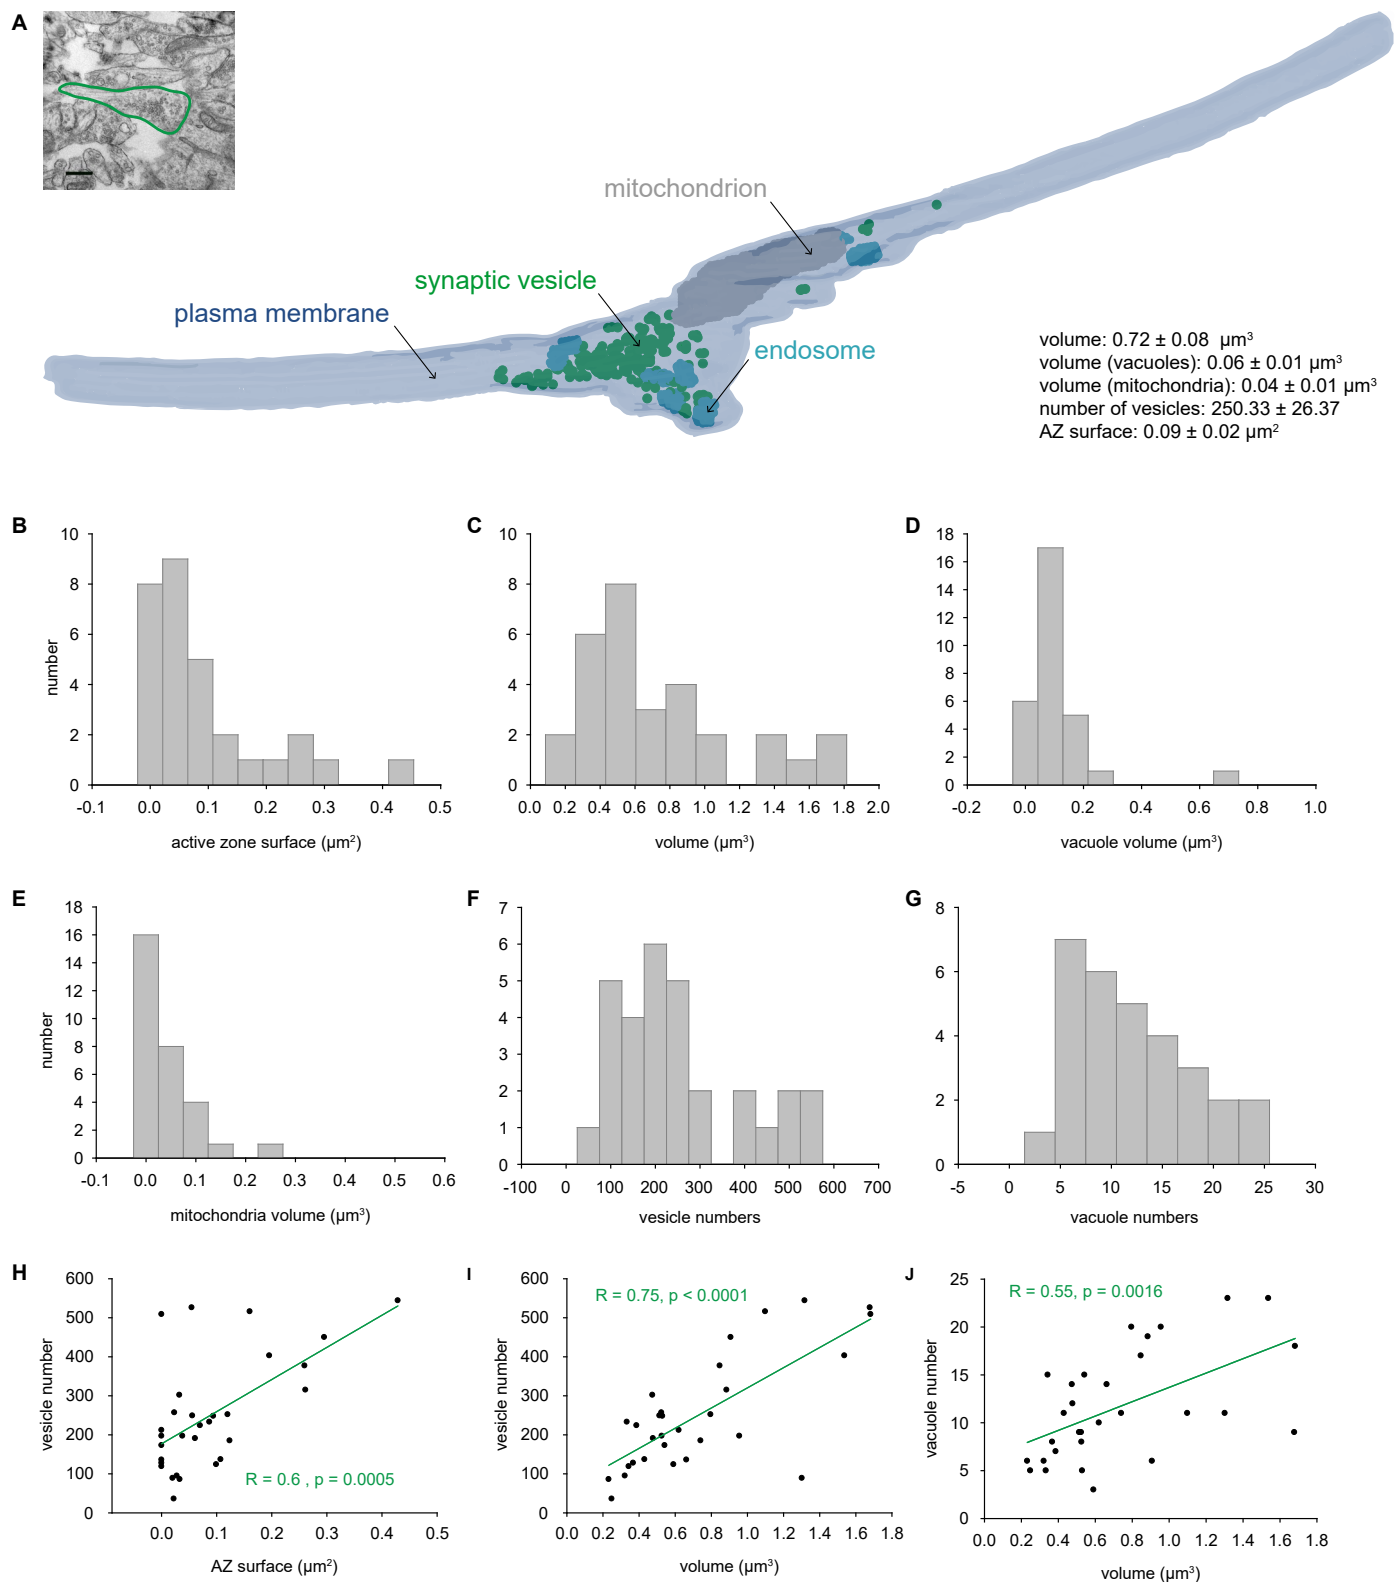 A
mitochondrion
synaptic vesicle
plasma membrane
endosome
volume: 0.72 ± 0.08 µm³
volume (vacuoles): 0.06 ± 0.01 µm³
volume (mitochondria): 0.04 ± 0.01 µm³
number of vesicles: 250.33 ± 26.37
AZ surface: 0.09 ± 0.02 µm²
B
10
8
6
4
2
0
number
-0.1 0.0 0.1 0.2 0.3 0.4 0.5
active zone surface (µm²)
C
10
8
6
4
2
0
0.0 0.2 0.4 0.6 0.8 1.0 1.2 1.4 1.6 1.8 2.0
volume (µm³)
D
18
16
14
12
10
8
6
4
2
0
-0.2 0.0 0.2 0.4 0.6 0.8 1.0
vacuole volume (µm³)
E
18
16
14
12
10
8
6
4
2
0
number
-0.1 0.0 0.1 0.2 0.3 0.4 0.5 0.6
mitochondria volume (µm³)
F
7
6
5
4
3
2
1
0
-100 0 100 200 300 400 500 600 700
vesicle numbers
G
8
6
4
2
0
-5 0 5 10 15 20 25 30
vacuole numbers
H
600
500
400
300
200
100
0
vesicle number
R = 0.6 , p = 0.0005
0.0 0.1 0.2 0.3 0.4 0.5
AZ surface (µm²)
I
600
500
400
300
200
100
0
vesicle number
R = 0.75, p < 0.0001
0.0 0.2 0.4 0.6 0.8 1.0 1.2 1.4 1.6 1.8
volume (µm³)
J
25
20
15
10
5
0
vacuole number
R = 0.55, p = 0.0016
0.0 0.2 0.4 0.6 0.8 1.0 1.2 1.4 1.6 1.8
volume (µm³)